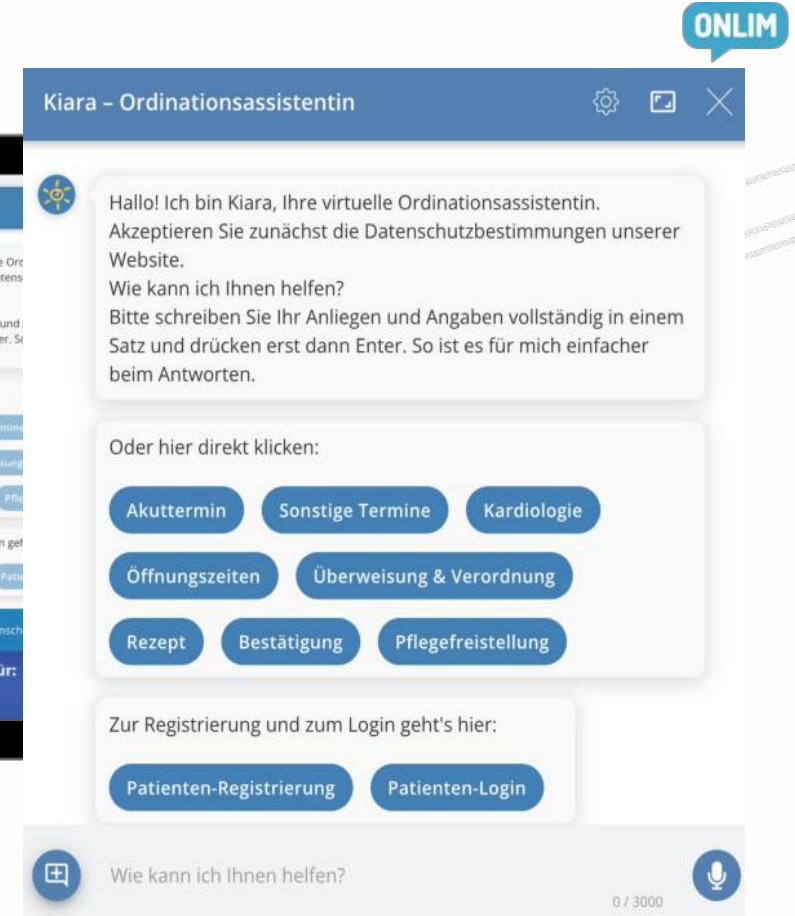 ONLIM
Kiara – Ordinationsassistentin
Hallo! Ich bin Kiara, Ihre virtuelle Ordinationsassistentin.
Akzeptieren Sie zunächst die Datenschutzbestimmungen unserer
Website.
Wie kann ich Ihnen helfen?
Bitte schreiben Sie Ihr Anliegen und Angaben vollständig in einem
Satz und drücken erst dann Enter. So ist es für mich einfacher
beim Antworten.
Oder hier direkt klicken:
Akuttermin Sonstige Termine Kardiologie
Öffnungszeiten Überweisung & Verordnung
Rezept Bestätigung Pflegefreistellung
Zur Registrierung und zum Login geht's hier:
Patienten-Registrierung Patienten-Login
Wie kann ich Ihnen helfen?
0 / 3000